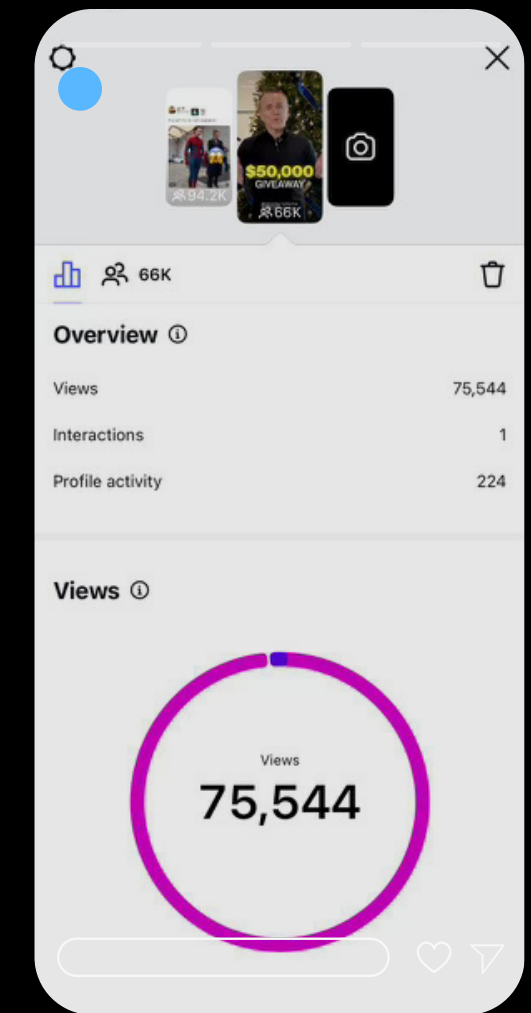 94.2K
$50,000
GIVEAWAY
66K
66K
Overview
Views
75,544
Interactions
1
Profile activity
224
Views
Views
75,544